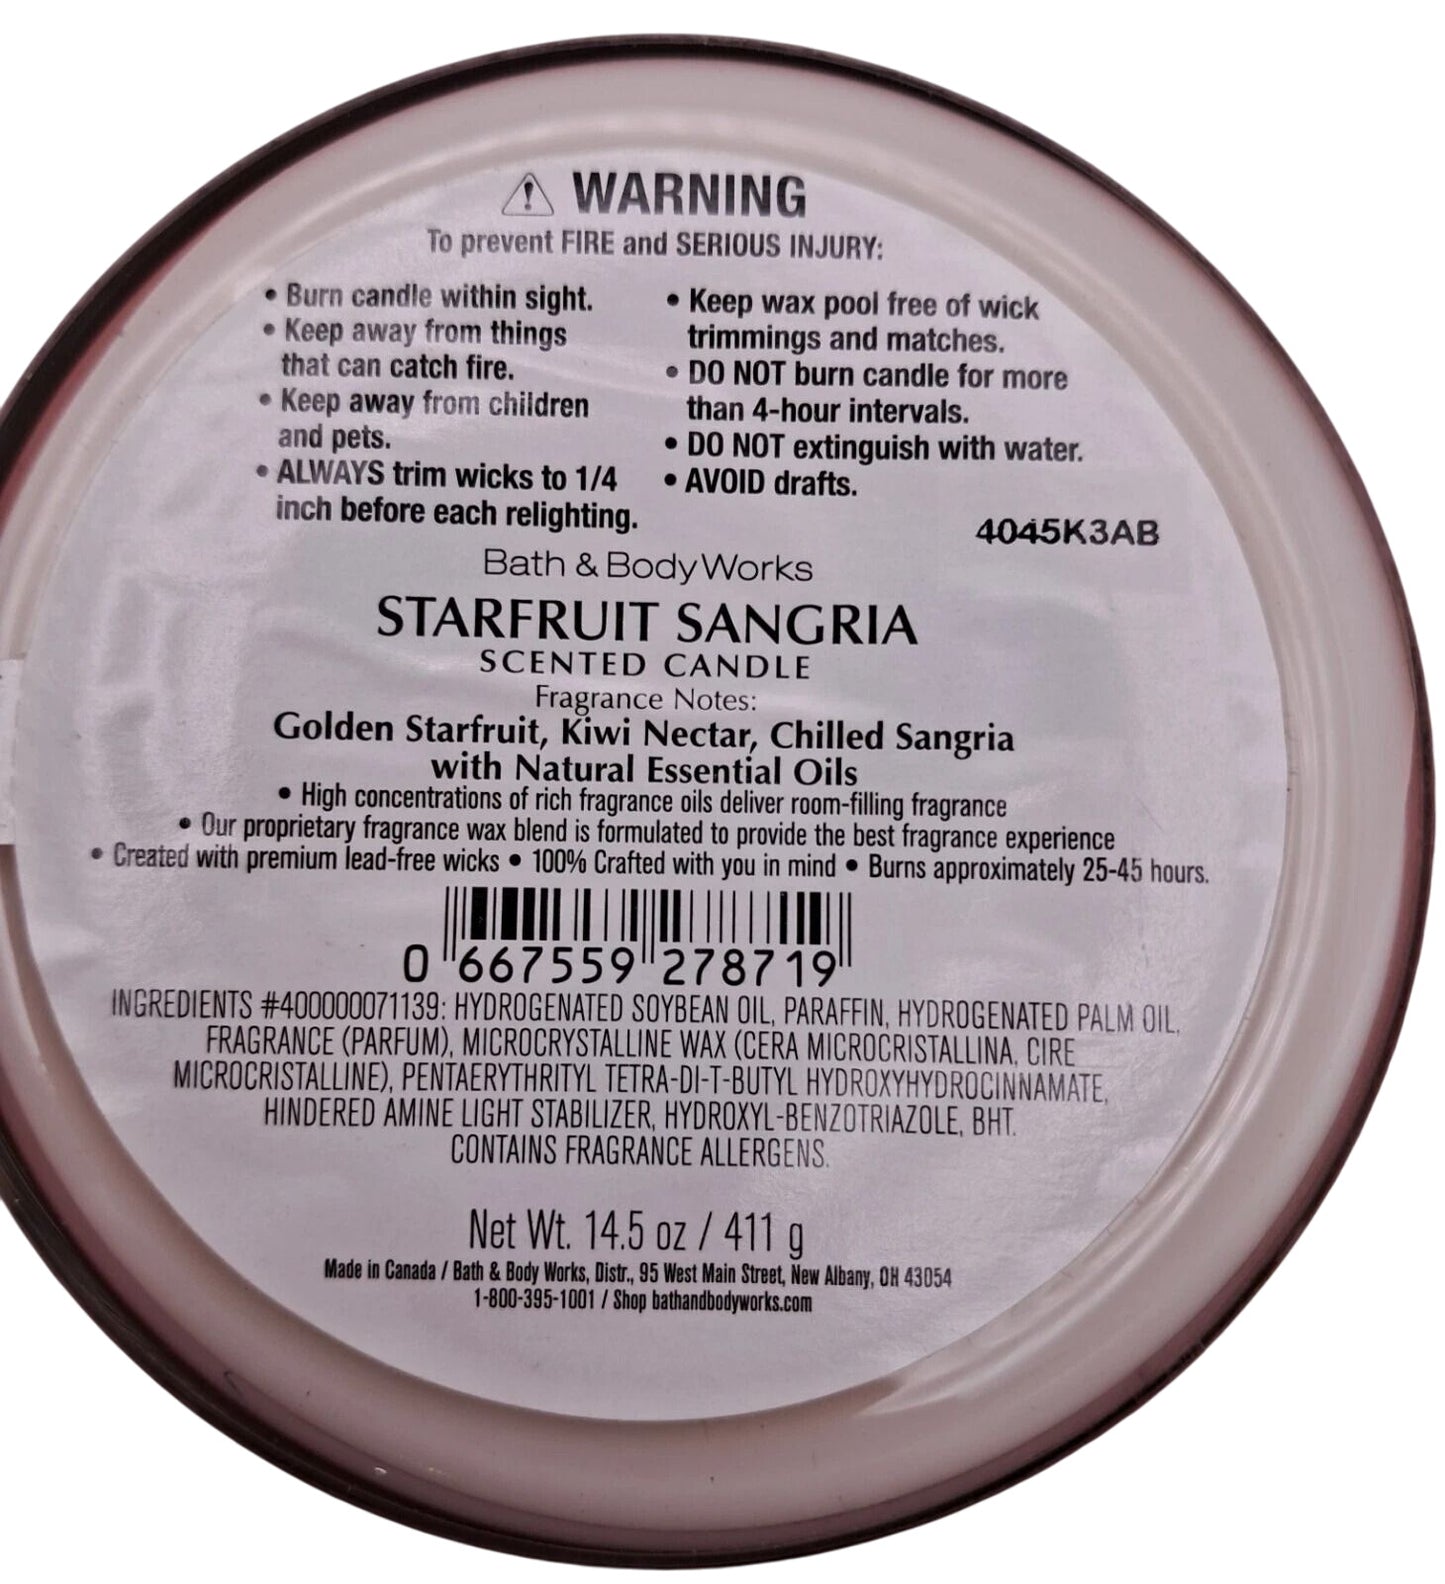 ⚠ WARNING
To prevent FIRE and SERIOUS INJURY:
• Burn candle within sight.
• Keep away from things
that can catch fire.
• Keep away from children
and pets.
• ALWAYS trim wicks to 1/4
inch before each relighting.
• Keep wax pool free of wick
trimmings and matches.
• DO NOT burn candle for more
than 4-hour intervals.
• DO NOT extinguish with water.
• AVOID drafts.
4045K3AB
Bath & Body Works
STARFRUIT SANGRIA
SCENTED CANDLE
Fragrance Notes:
Golden Starfruit, Kiwi Nectar, Chilled Sangria
with Natural Essential Oils
• High concentrations of rich fragrance oils deliver room-filling fragrance
• Our proprietary fragrance wax blend is formulated to provide the best fragrance experience
• Created with premium lead-free wicks • 100% Crafted with you in mind • Burns approximately 25-45 hours.
0 667559 278719
INGREDIENTS #400000071139: HYDROGENATED SOYBEAN OIL, PARAFFIN, HYDROGENATED PALM OIL,
FRAGRANCE (PARFUM), MICROCRYSTALLINE WAX (CERA MICROCRISTALLINA, CIRE
MICROCRISTALLINE), PENTAERYTHRITYL TETRA-DI-T-BUTYL HYDROXYHYDROCINNAMATE,
HINDERED AMINE LIGHT STABILIZER, HYDROXYL-BENZOTRIAZOLE, BHT.
CONTAINS FRAGRANCE ALLERGENS.
Net Wt. 14.5 oz / 411 g
Made in Canada / Bath & Body Works, Distr., 95 West Main Street, New Albany, OH 43054
1-800-395-1001 / Shop bathandbodyworks.com